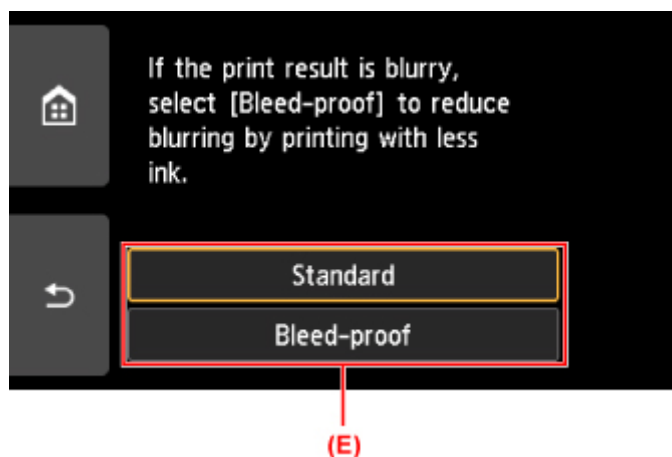 If the print result is blurry,
select [Bleed-proof] to reduce
blurring by printing with less
ink.
Standard
Bleed-proof
(E)